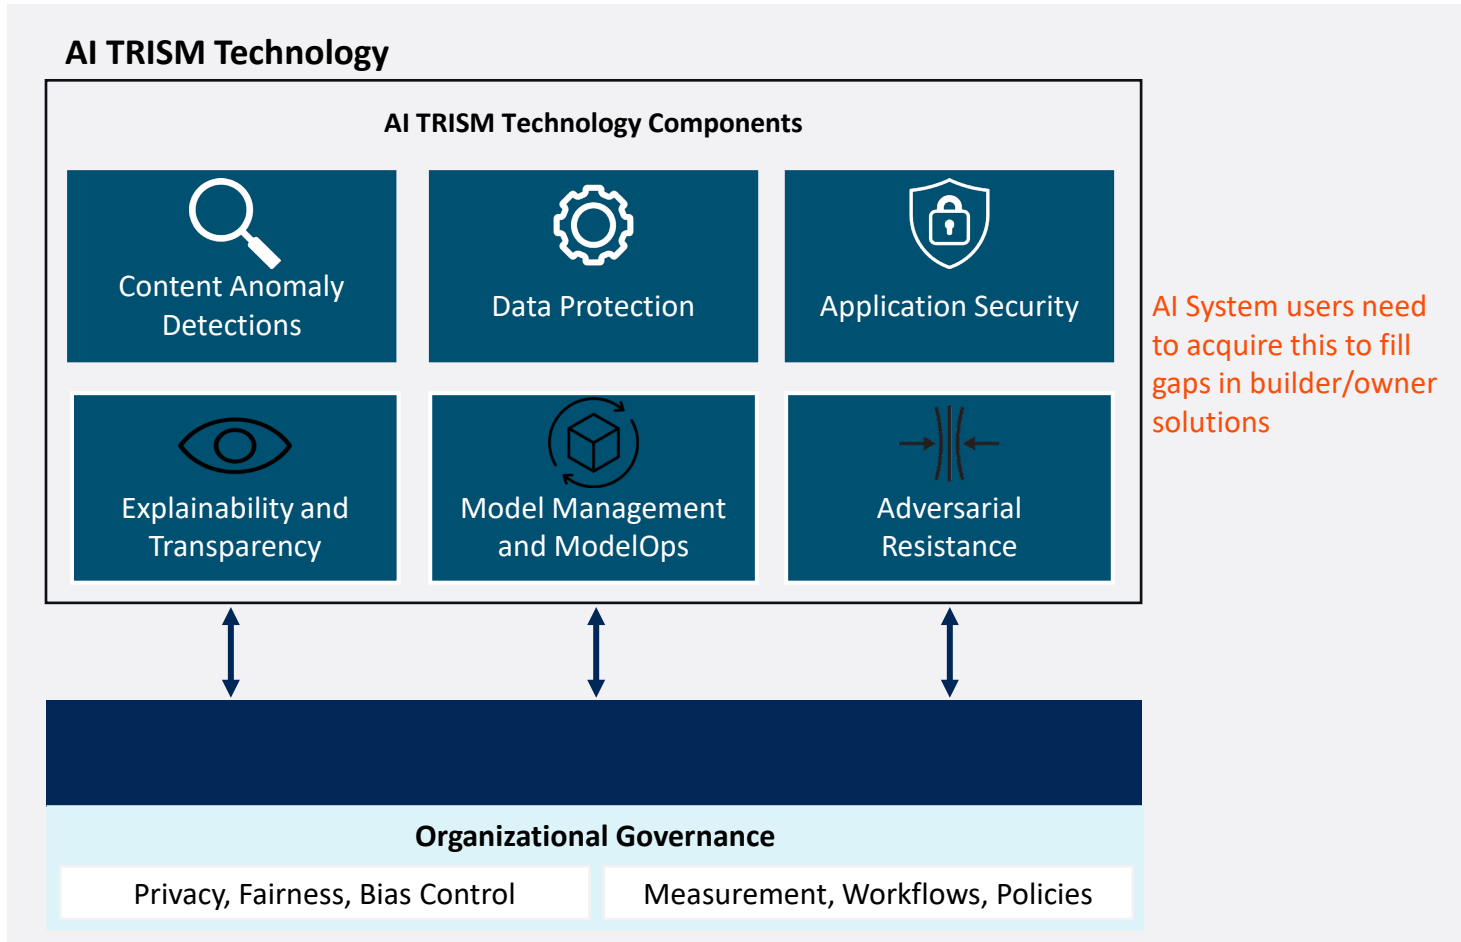 AI TRISM Technology
AI TRISM Technology Components
Content Anomaly
Detections
Data Protection
Application Security
Explainability and
Transparency
Model Management
and ModelOps
Adversarial
Resistance
AI System users need
to acquire this to fill
gaps in builder/owner
solutions
Organizational Governance
Privacy, Fairness, Bias Control
Measurement, Workflows, Policies